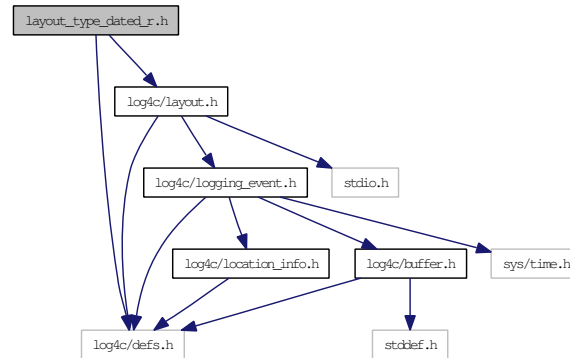 layout_type_dated_r.h
log4c/layout.h
log4c/logging_event.h
stdio.h
log4c/location_info.h
log4c/buffer.h
sys/time.h
log4c/defs.h
stddef.h